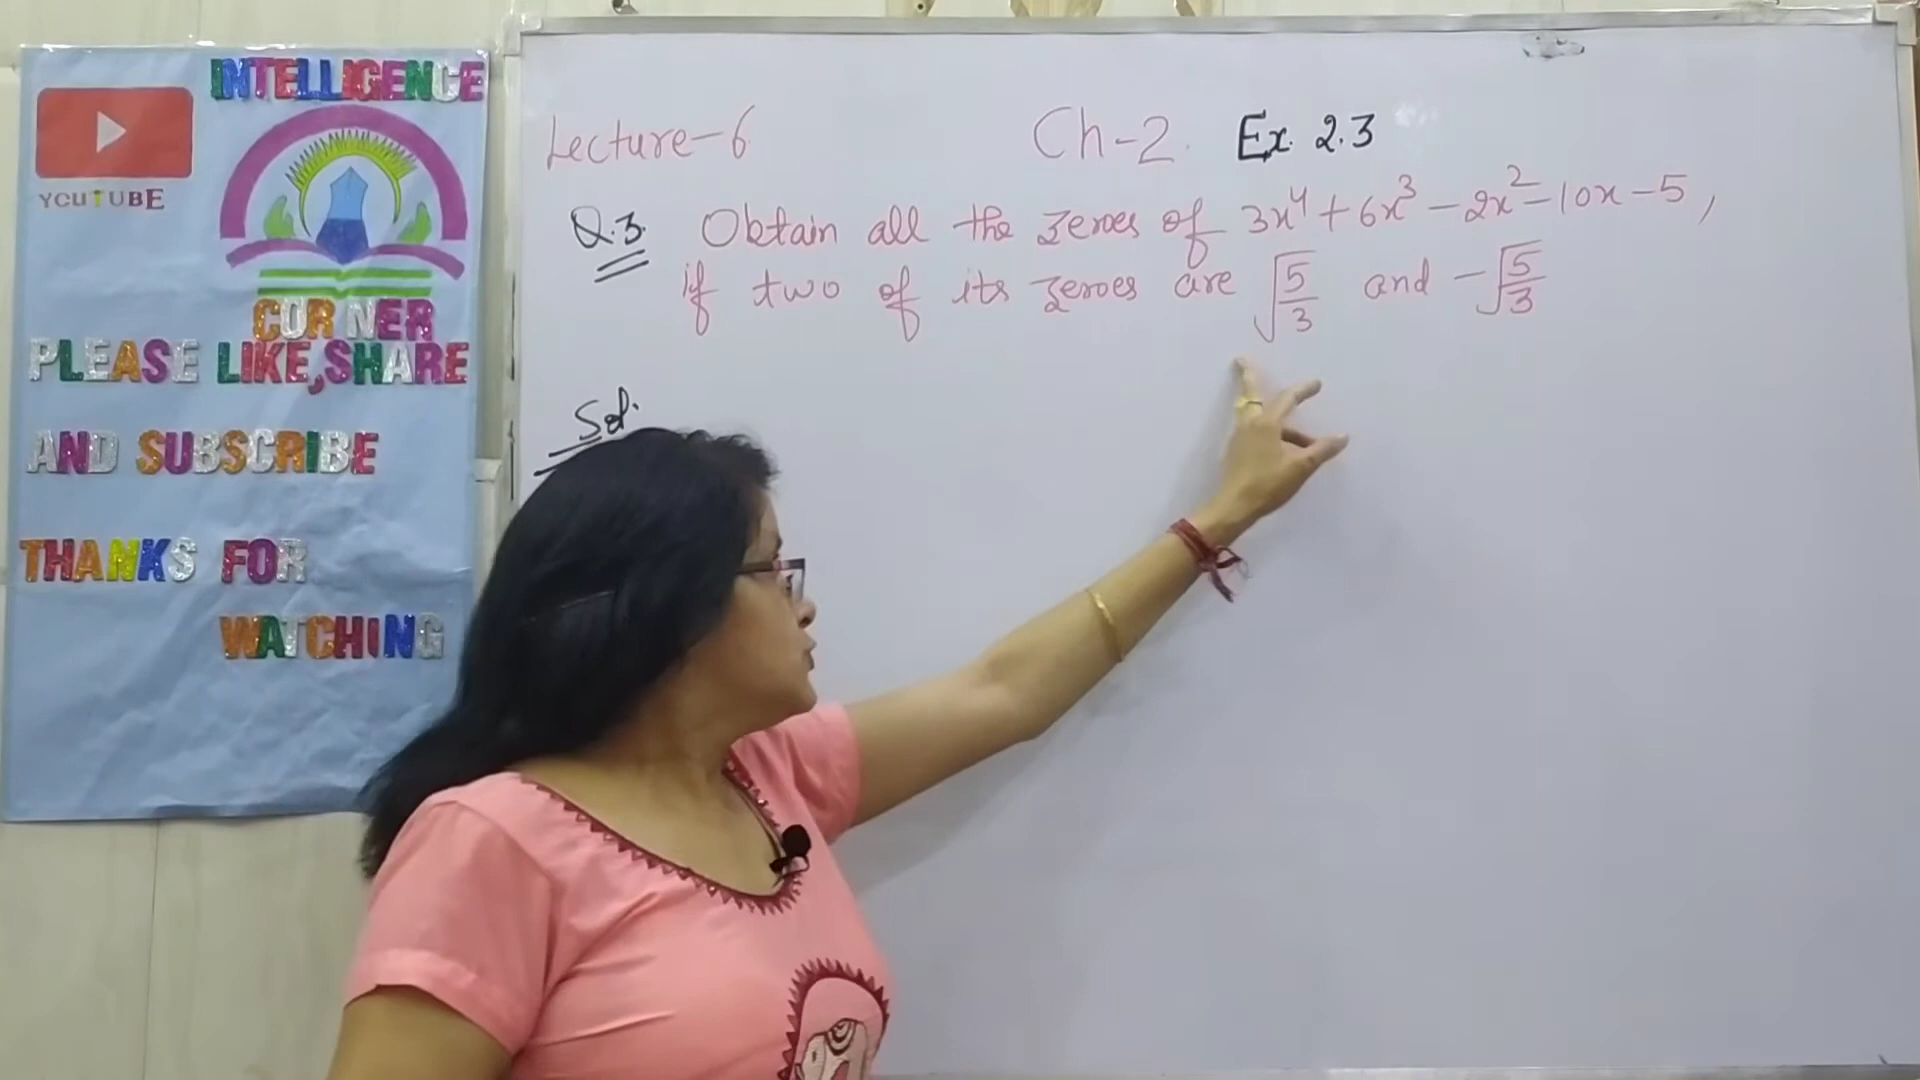 INTELLIGENCE
YOUTUBE
CORNER
PLEASE LIKE,SHARE
AND SUBSCRIBE
THANKS FOR
WATCHING
Lecture-6 Ch-2. Ex. 2.3
Q.3. Obtain all the zeroes of 3x⁴+6x³-2x²-10x-5,
if two of its zeroes are √5/3 and -√5/3
Sol.